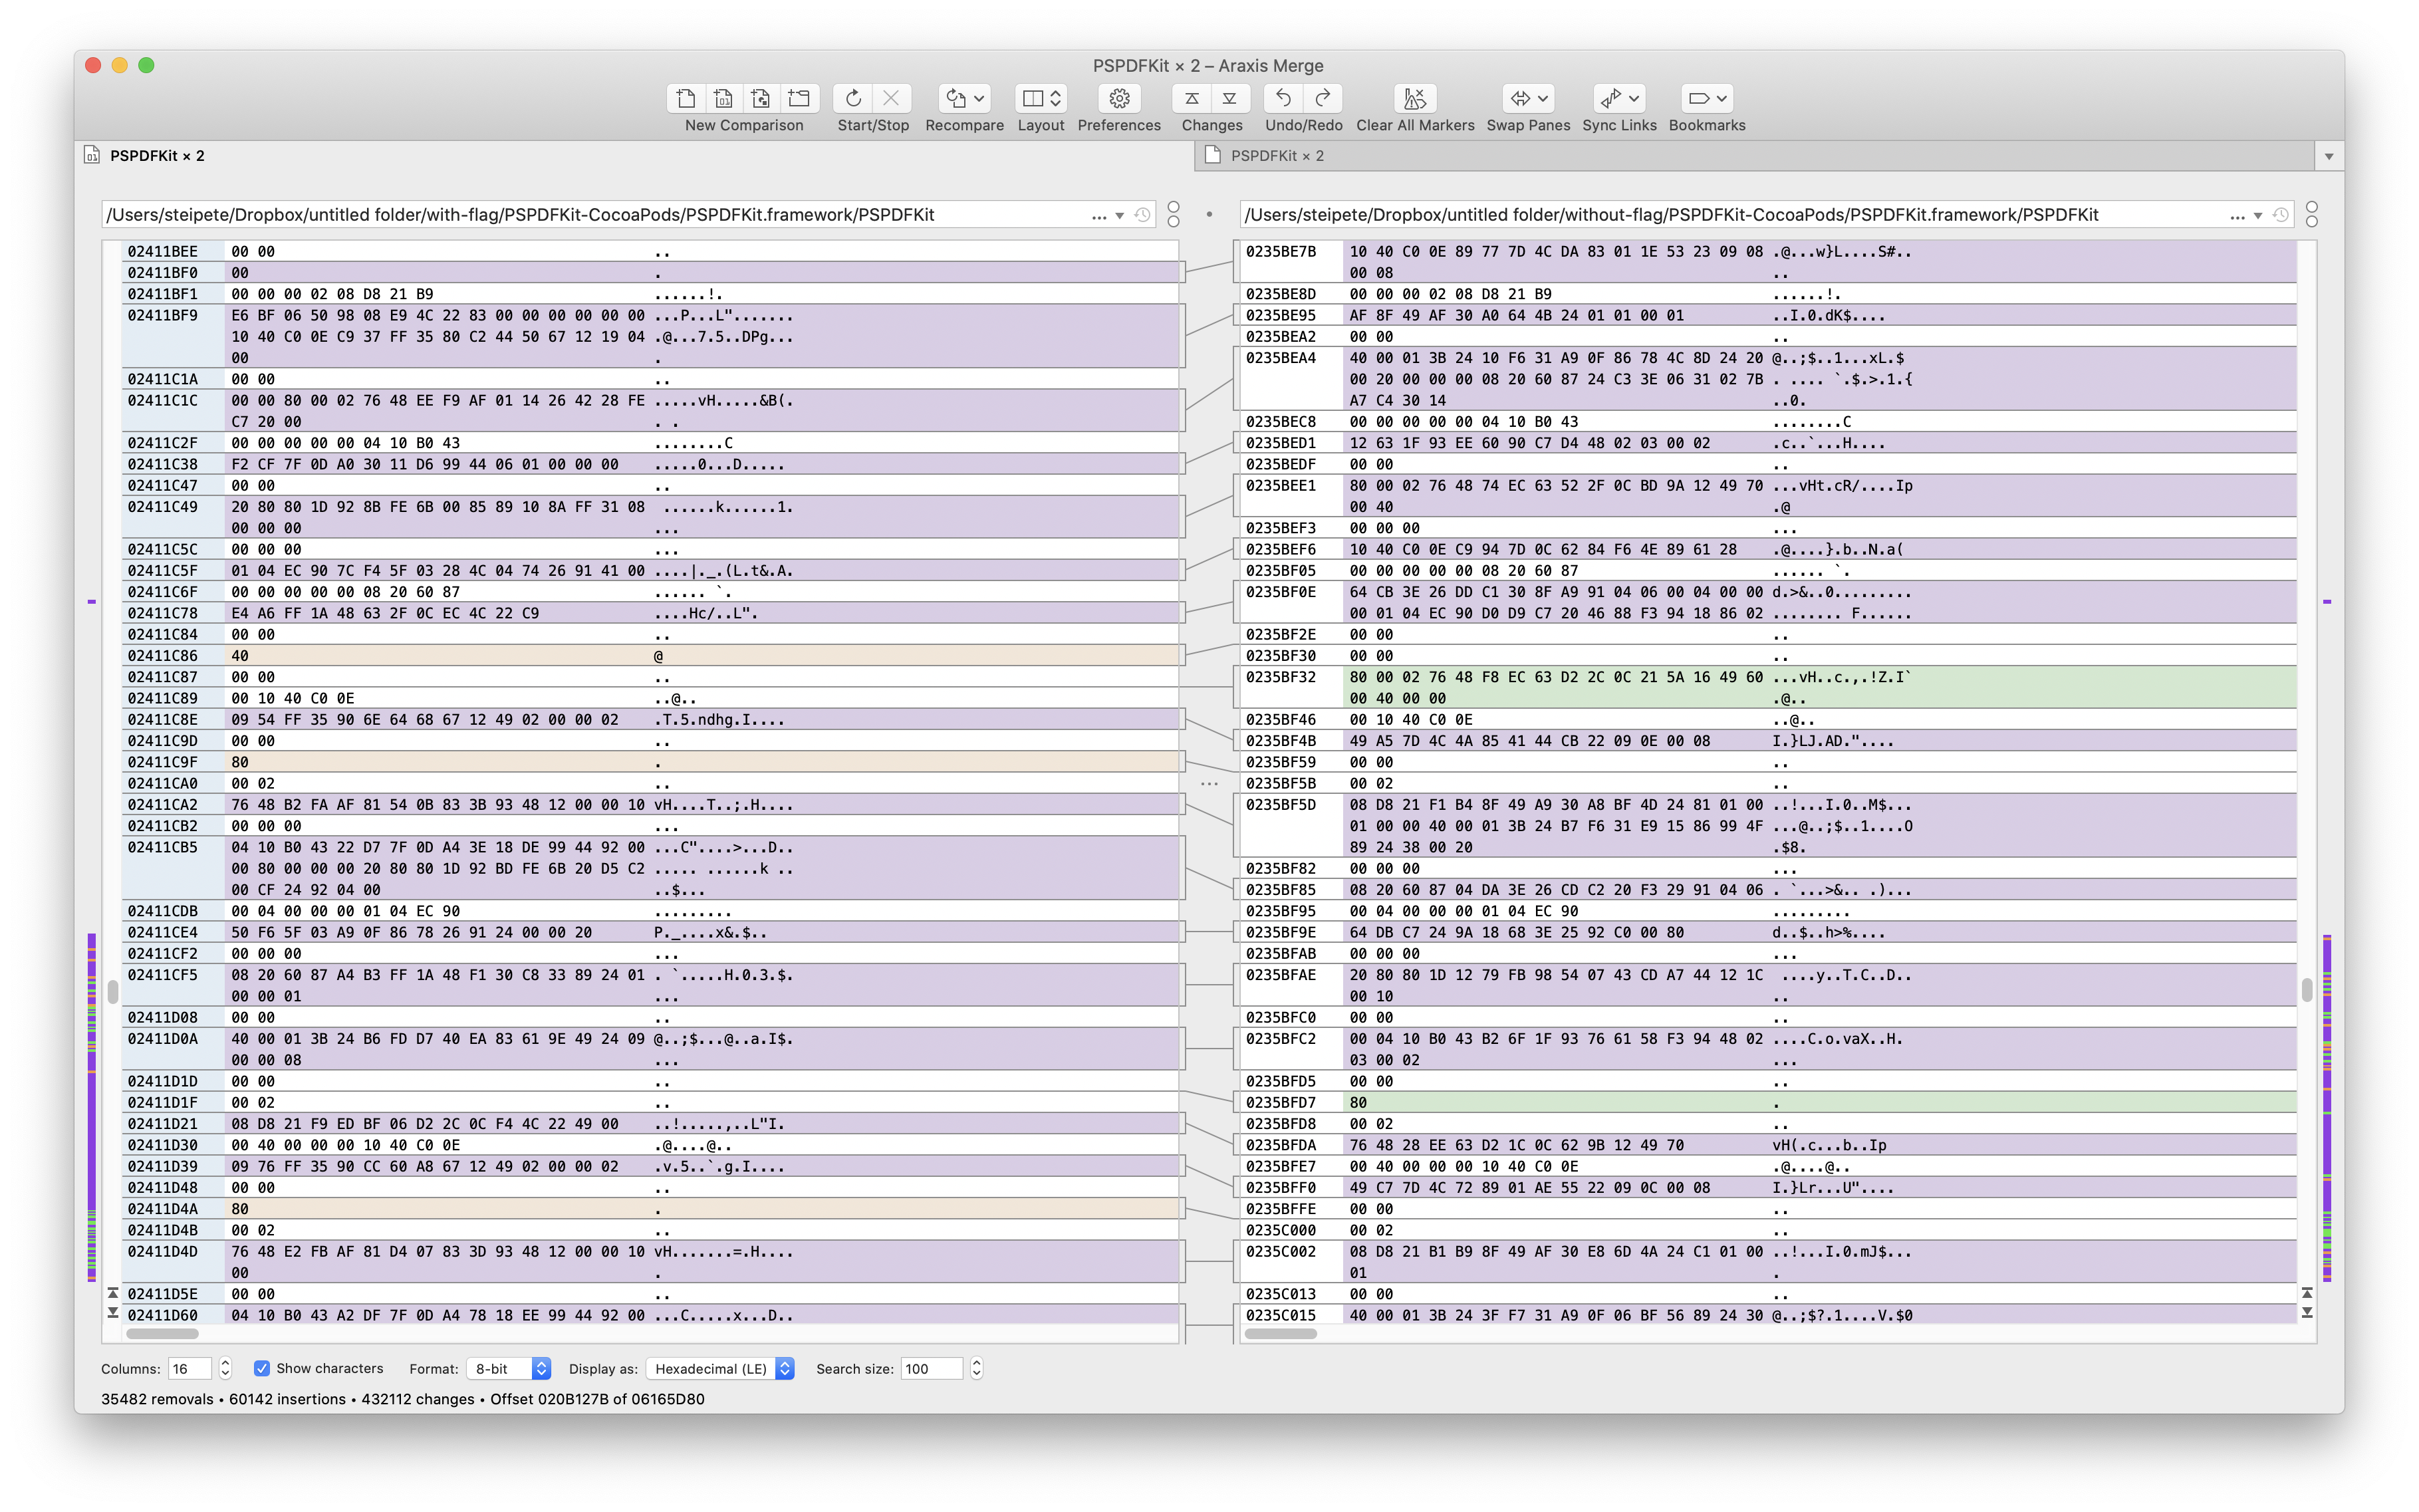 PSPDFKit × 2 – Araxis Merge
New Comparison Start/Stop Recompare Layout Preferences Changes Undo/Redo Clear All Markers Swap Panes Sync Links Bookmarks
PSPDFKit × 2
PSPDFKit × 2
/Users/steipete/Dropbox/untitled folder/with-flag/PSPDFKit-CocoaPods/PSPDFKit.framework/PSPDFKit ...
/Users/steipete/Dropbox/untitled folder/without-flag/PSPDFKit-CocoaPods/PSPDFKit.framework/PSPDFKit ...
02411BEE 00 00 ..
02411BF0 00 .
02411BF1 00 00 00 02 08 D8 21 B9 ......!.
02411BF9 E6 BF 06 50 98 08 E9 4C 22 83 00 00 00 00 00 00 ...P...L".......
10 40 C0 0E C9 37 FF 35 80 C2 44 50 67 12 19 04 .@...7.5..DPg...
00 .
02411C1A 00 00 ..
02411C1C 00 00 80 00 02 76 48 EE F9 AF 01 14 26 42 28 FE .....vH.....&B(.
C7 20 00 . .
02411C2F 00 00 00 00 00 04 10 B0 43 ........C
02411C38 F2 CF 7F 0D A0 30 11 D6 99 44 06 01 00 00 00 .....0...D.....
02411C47 00 00 ..
02411C49 20 80 80 1D 92 8B FE 6B 00 85 89 10 8A FF 31 08 ......k......1.
00 00 00 ...
02411C5C 00 00 00 ...
02411C5F 01 04 EC 90 7C F4 5F 03 28 4C 04 74 26 91 41 00 ....|._.(L.t&.A.
02411C6F 00 00 00 00 00 08 20 60 87 ...... `.
02411C78 E4 A6 FF 1A 48 63 2F 0C EC 4C 22 C9 ....Hc/..L".
02411C84 00 00 ..
02411C86 40 @
02411C87 00 00 ..
02411C89 00 10 40 C0 0E ..@..
02411C8E 09 54 FF 35 90 6E 64 68 67 12 49 02 00 00 02 .T.5.ndhg.I....
02411C9D 00 00 ..
02411C9F 80 .
02411CA0 00 02 ..
02411CA2 76 48 B2 FA AF 81 54 0B 83 3B 93 48 12 00 00 10 vH....T..;.H....
02411CB2 00 00 00 ...
02411CB5 04 10 B0 43 22 D7 7F 0D A4 3E 18 DE 99 44 92 00 ...C"....>...D..
00 80 00 00 00 20 80 80 1D 92 BD FE 6B 20 D5 C2 ..... ......k ..
00 CF 24 92 04 00 ..$...
02411CDB 00 04 00 00 00 01 04 EC 90 .........
02411CE4 50 F6 5F 03 A9 0F 86 78 26 91 24 00 00 20 P._....x&.$..
02411CF2 00 00 00 ...
02411CF5 08 20 60 87 A4 B3 FF 1A 48 F1 30 C8 33 89 24 01 . `.....H.0.3.$.
00 00 01 ...
02411D08 00 00 ..
02411D0A 40 00 01 3B 24 B6 FD D7 40 EA 83 61 9E 49 24 09 @..;$...@..a.I$.
00 00 08 ...
02411D1D 00 00 ..
02411D1F 00 02 ..
02411D21 08 D8 21 F9 ED BF 06 D2 2C 0C F4 4C 22 49 00 ..!.....,..L"I.
02411D30 00 40 00 00 00 10 40 C0 0E .@....@..
02411D39 09 76 FF 35 90 CC 60 A8 67 12 49 02 00 00 02 .v.5..`.g.I....
02411D48 00 00 ..
02411D4A 80 .
02411D4B 00 02 ..
02411D4D 76 48 E2 FB AF 81 D4 07 83 3D 93 48 12 00 00 10 vH.......=.H....
00 .
02411D5E 00 00 ..
02411D60 04 10 B0 43 A2 DF 7F 0D A4 78 18 EE 99 44 92 00 ...C.....x...D..
0235BE7B 10 40 C0 0E 89 77 7D 4C DA 83 01 1E 53 23 09 08 .@...w}L....S#..
00 08 ..
0235BE8D 00 00 00 02 08 D8 21 B9 ......!.
0235BE95 AF 8F 49 AF 30 A0 64 4B 24 01 01 00 01 ..I.0.dK$....
0235BEA2 00 00 ..
0235BEA4 40 00 01 3B 24 10 F6 31 A9 0F 86 78 4C 8D 24 20 @..;$..1...xL.$
00 20 00 00 00 08 20 60 87 24 C3 3E 06 31 02 7B . .... `.$.>.1.{
A7 C4 30 14 ..0.
0235BEC8 00 00 00 00 00 04 10 B0 43 ........C
0235BED1 12 63 1F 93 EE 60 90 C7 D4 48 02 03 00 02 .c..`...H....
0235BEDF 00 00 ..
0235BEE1 80 00 02 76 48 74 EC 63 52 2F 0C BD 9A 12 49 70 ...vHt.cR/....Ip
00 40 .@
0235BEF3 00 00 00 ...
0235BEF6 10 40 C0 0E C9 94 7D 0C 62 84 F6 4E 89 61 28 .@....}.b..N.a(
0235BF05 00 00 00 00 00 08 20 60 87 ...... `.
0235BF0E 64 CB 3E 26 DD C1 30 8F A9 91 04 06 00 04 00 00 d.>&..0.........
00 01 04 EC 90 D0 D9 C7 20 46 88 F3 94 18 86 02 ........ F......
0235BF2E 00 00 ..
0235BF30 00 00 ..
0235BF32 80 00 02 76 48 F8 EC 63 D2 2C 0C 21 5A 16 49 60 ...vH..c.,.!Z.I`
00 40 00 00 .@..
0235BF46 00 10 40 C0 0E ..@..
0235BF4B 49 A5 7D 4C 4A 85 41 44 CB 22 09 0E 00 08 I.}LJ.AD."....
0235BF59 00 00 ..
0235BF5B 00 02 ..
0235BF5D 08 D8 21 F1 B4 8F 49 A9 30 A8 BF 4D 24 81 01 00 ..!...I.0..M$...
01 00 00 40 00 01 3B 24 B7 F6 31 E9 15 86 99 4F ...@..;$..1....O
89 24 38 00 20 .$8.
0235BF82 00 00 00 ...
0235BF85 08 20 60 87 04 DA 3E 26 CD C2 20 F3 29 91 04 06 . `...>&.. .)...
0235BF95 00 04 00 00 00 01 04 EC 90 .........
0235BF9E 64 DB C7 24 9A 18 68 3E 25 92 C0 00 80 d..$..h>%....
0235BFAB 00 00 00 ...
0235BFAE 20 80 80 1D 12 79 FB 98 54 07 43 CD A7 44 12 1C ....y..T.C..D..
00 10 ..
0235BFC0 00 00 ..
0235BFC2 00 04 10 B0 43 B2 6F 1F 93 76 61 58 F3 94 48 02 ....C.o..vaX..H.
03 00 02 ...
0235BFD5 00 00 ..
0235BFD7 80 .
0235BFD8 00 02 ..
0235BFDA 76 48 28 EE 63 D2 1C 0C 62 9B 12 49 70 vH(.c...b..Ip
0235BFE7 00 40 00 00 00 10 40 C0 0E .@....@..
0235BFF0 49 C7 7D 4C 72 89 01 AE 55 22 09 0C 00 08 I.}Lr...U"....
0235BFFE 00 00 ..
0235C000 00 02 ..
0235C002 08 D8 21 B1 B9 8F 49 AF 30 E8 6D 4A 24 C1 01 00 ..!...I.0.mJ$...
01 .
0235C013 00 00 ..
0235C015 40 00 01 3B 24 3F F7 31 A9 0F 06 BF 56 89 24 30 @..;$?.1....V.$0
Columns: 16 Show characters Format: 8-bit Display as: Hexadecimal (LE) Search size: 100
35482 removals • 60142 insertions • 432112 changes • Offset 020B127B of 06165D80